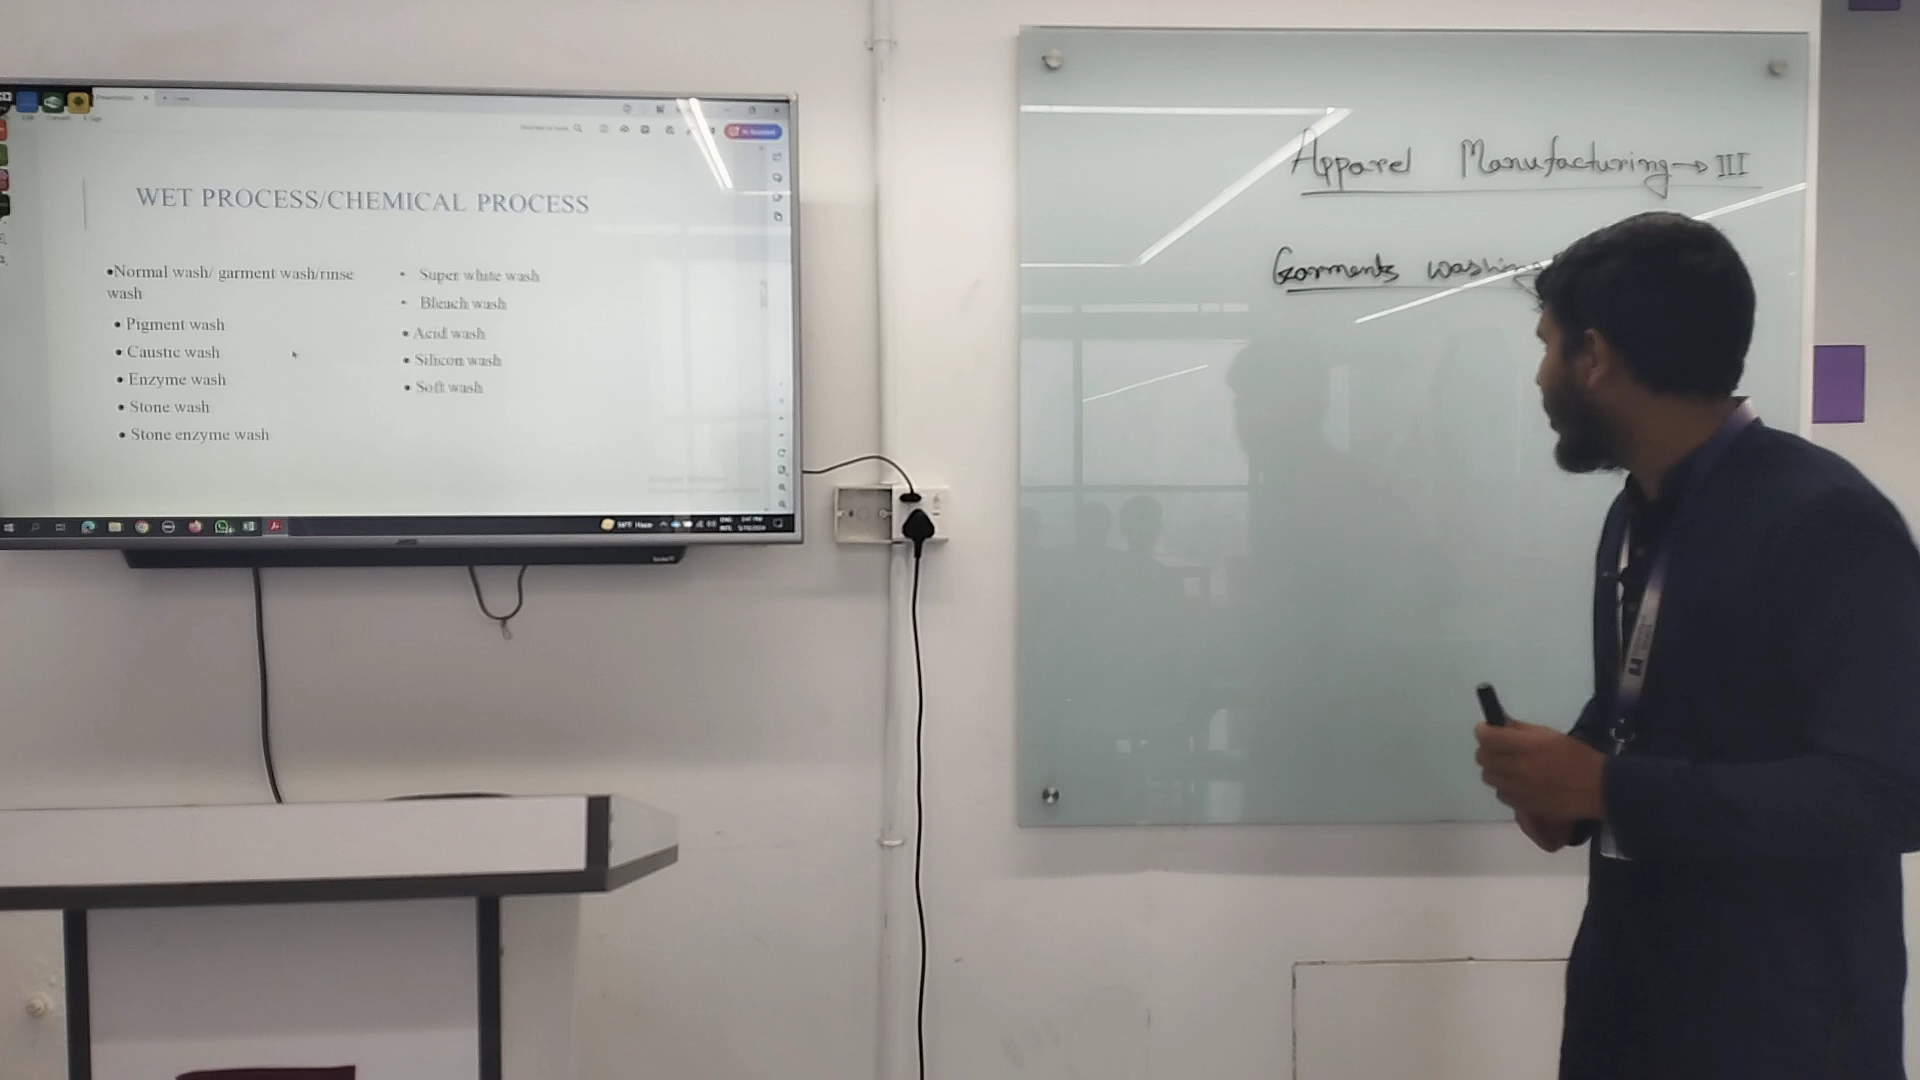 WET PROCESS/CHEMICAL PROCESS
•Normal wash/ garment wash/rinse
wash
• Pigment wash
• Caustic wash
• Enzyme wash
• Stone wash
• Stone enzyme wash
• Super white wash
• Bleach wash
• Acid wash
• Silicon wash
• Soft wash
Apparel Manufacturing→III
Garments washing